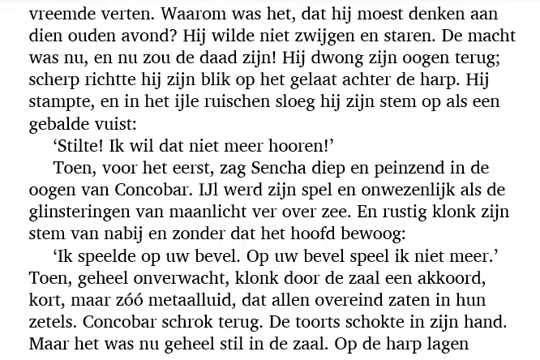 vreemde verten. Waarom was het, dat hij moest denken aan
dien ouden avond? Hij wilde niet zwijgen en staren. De macht
was nu, en nu zou de daad zijn! Hij dwong zijn oogen terug;
scherp richtte hij zijn blik op het gelaat achter de harp. Hij
stampte, en in het ijle ruischen sloeg hij zijn stem op als een
gebalde vuist:
‘Stilte! Ik wil dat niet meer hooren!’
Toen, voor het eerst, zag Sencha diep en peinzend in de
oogen van Concobar. IJl werd zijn spel en onwezenlijk als de
glinsteringen van maanlicht ver over zee. En rustig klonk zijn
stem van nabij en zonder dat het hoofd bewoog:
‘Ik speelde op uw bevel. Op uw bevel speel ik niet meer.’
Toen, geheel onverwacht, klonk door de zaal een akkoord,
kort, maar zóó metaalluid, dat allen overeind zaten in hun
zetels. Concobar schrok terug. De toorts schokte in zijn hand.
Maar het was nu geheel stil in de zaal. Op de harp lagen